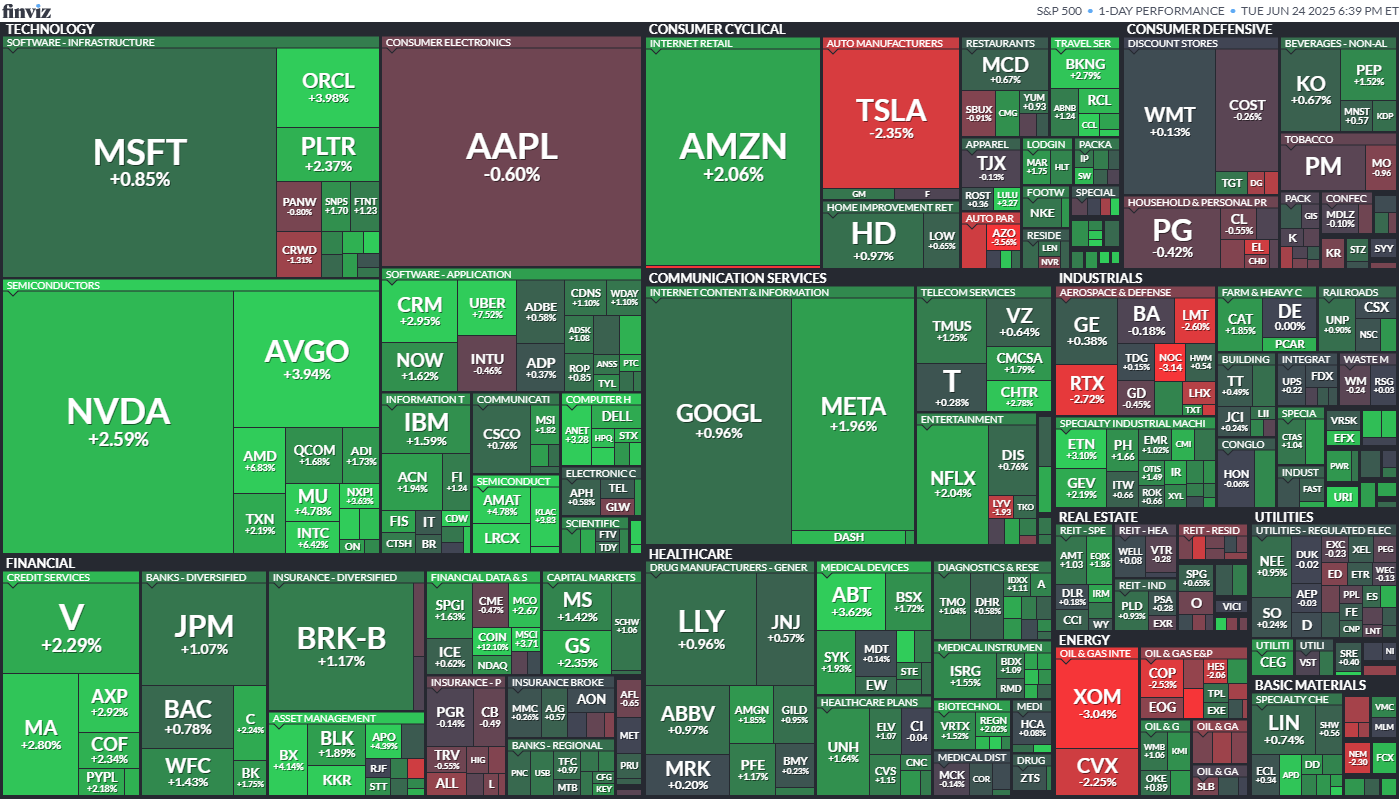 finviz
S&P 500 • 1-DAY PERFORMANCE • TUE JUN 24 2025 6:39 PM ET
TECHNOLOGY
SOFTWARE - INFRASTRUCTURE
MSFT
+0.85%
ORCL
+3.98%
PLTR
+2.37%
PANW
-0.80%
SNPS
+1.70
FTNT
+1.23
CRWD
-1.31%
CONSUMER ELECTRONICS
AAPL
-0.60%
SEMICONDUCTORS
NVDA
+2.59%
AVGO
+3.94%
AMD
+6.83%
QCOM
+1.68%
ADI
+1.73%
TXN
+2.19%
MU
+4.78%
NXPI
+3.63%
INTC
+6.42%
ON
SOFTWARE - APPLICATION
CRM
+2.95%
UBER
+7.52%
ADBE
+0.58%
CDNS
+1.10%
WDAY
+1.10%
NOW
+1.62%
INTU
-0.46%
ADP
+0.37%
ADSK
+1.08
ROP
+0.85
ANSS
PTC
TYL
INFORMATION T
IBM
+1.59%
ACN
+1.94%
FI
+1.24
FIS
IT
CDW
CTSH
BR
COMMUNICATI
CSCO
+0.76%
MSI
+1.82
COMPUTER H
ANET
+3.28
DELL
HPQ
STX
SEMICONDUCT
AMAT
+4.78%
LRCX
KLAC
+3.83
ELECTRONIC C
APH
+0.58%
TEL
GLW
SCIENTIFIC
FTV
TDY
CONSUMER CYCLICAL
INTERNET RETAIL
AMZN
+2.06%
AUTO MANUFACTURERS
TSLA
-2.35%
GM
F
HOME IMPROVEMENT RET
HD
+0.97%
LOW
+0.65%
RESTAURANTS
MCD
+0.67%
SBUX
-0.91%
CMG
YUM
+0.93
TRAVEL SER
BKNG
+2.79%
ABNB
+1.24
RCL
CCL
APPAREL
TJX
-0.13%
ROST
+0.36
LULU
+3.27
LODGIN
MAR
+1.75
HLT
PACKA
IP
SW
FOOTW
NKE
SPECIAL
AUTO PAR
AZO
-3.56%
RESIDE
LEN
NVR
CONSUMER DEFENSIVE
DISCOUNT STORES
WMT
+0.13%
COST
-0.26%
TGT
DG
BEVERAGES - NON-AL
KO
+0.67%
PEP
+1.52%
MNST
+0.57
KDP
TOBACCO
PM
MO
-0.96
HOUSEHOLD & PERSONAL PR
PG
-0.42%
CL
-0.55%
EL
CHD
PACK
GIS
K
CONFEC
MDLZ
-0.10%
KR
STZ
SYY
COMMUNICATION SERVICES
INTERNET CONTENT & INFORMATION
GOOGL
+0.96%
META
+1.96%
DASH
TELECOM SERVICES
TMUS
+1.25%
VZ
+0.64%
T
+0.28%
CMCSA
+1.79%
CHTR
+2.78%
ENTERTAINMENT
NFLX
+2.04%
DIS
+0.76%
LYV
-1.93
TKO
INDUSTRIALS
AEROSPACE & DEFENSE
GE
+0.38%
BA
-0.18%
LMT
-2.60%
RTX
-2.72%
TDG
+0.15%
NOC
-3.14
HWM
+0.54
GD
-0.45%
LHX
TXT
FARM & HEAVY C
CAT
+1.85%
DE
0.00%
PCAR
RAILROADS
UNP
+0.90%
CSX
NSC
BUILDING
TT
+0.49%
JCI
+0.24%
LII
INTEGRAT
UPS
+0.22
FDX
WASTE M
WM
-0.24
RSG
+0.03
SPECIALTY INDUSTRIAL MACHI
ETN
+3.10%
PH
+1.66
EMR
+1.02%
CMI
GEV
+2.19%
ITW
+0.66
OTIS
+1.49
IR
ROK
+0.66
XYL
CONGLO
HON
-0.06%
SPECIA
CTAS
+1.04
VRSK
EFX
INDUST
FAST
PWR
URI
FINANCIAL
CREDIT SERVICES
V
+2.29%
MA
+2.80%
AXP
+2.92%
COF
+2.34%
PYPL
+2.18%
BANKS - DIVERSIFIED
JPM
+1.07%
BAC
+0.78%
C
+2.24%
WFC
+1.43%
BK
+1.75%
INSURANCE - DIVERSIFIED
BRK-B
+1.17%
ASSET MANAGEMENT
BX
+4.14%
BLK
+1.89%
APO
+4.39%
KKR
RJF
STT
FINANCIAL DATA & S
SPGI
+1.63%
CME
-0.47%
MCO
+2.67
COIN
+12.10%
MSCI
+3.71
ICE
+0.62%
NDAQ
CAPITAL MARKETS
MS
+1.42%
SCHW
+1.06
GS
+2.35%
INSURANCE - P
PGR
-0.14%
CB
-0.49
TRV
-0.55%
HIG
ALL
L
INSURANCE BROKE
MMC
+0.26%
AJG
+0.57
AON
BANKS - REGIONAL
PNC
USB
TFC
+0.97
MTB
CFG
KEY
AFL
-0.65
MET
PRU
HEALTHCARE
DRUG MANUFACTURERS - GENER
LLY
+0.96%
JNJ
+0.57%
ABBV
+0.97%
AMGN
+1.85%
GILD
+0.95%
MRK
+0.20%
PFE
+1.17%
BMY
+0.23%
MEDICAL DEVICES
ABT
+3.62%
BSX
+1.72%
SYK
+1.93%
MDT
+0.14%
EW
STE
HEALTHCARE PLANS
UNH
+1.64%
ELV
+1.07
CI
-0.04
CVS
+1.15
CNC
DIAGNOSTICS & RESE
TMO
+1.04%
DHR
+0.58%
IDXX
+1.11
A
MEDICAL INSTRUMEN
ISRG
+1.55%
BDX
+1.09
RMD
BIOTECHNOL
VRTX
+1.52%
REGN
+2.02%
MEDI
HCA
+0.08%
MEDICAL DIST
MCK
+0.14%
COR
DRUG
ZTS
REAL ESTATE
REIT - SPE
AMT
+1.03
EQIX
+1.86
DLR
+0.18%
IRM
CCI
WY
REIT - HEA
WELL
+0.08
VTR
-0.28
REIT - RESID
REIT - IND
PLD
+0.93%
PSA
+0.28
EXR
SPG
+0.65%
O
VICI
UTILITIES
UTILITIES - REGULATED ELEC
NEE
+0.95%
DUK
-0.02
EXC
-0.23
XEL
PEG
SO
+0.24%
AEP
-0.03
ED
ETR
WEC
-0.13
D
PPL
ES
FE
CNP
LNT
UTILITI
CEG
UTILI
VST
SRE
+0.40
NI
ENERGY
OIL & GAS INTE
XOM
-3.04%
CVX
-2.25%
OIL & GAS E&P
COP
-2.53%
HES
-2.06
EOG
TPL
EXE
OIL & G
WMB
+1.06
KMI
OKE
+0.89
OIL & GA
OIL & GA
SLB
BASIC MATERIALS
SPECIALTY CHE
LIN
+0.74%
SHW
+0.56
ECL
+0.94
APD
DD
VMC
MLM
NEM
-2.30
FCX